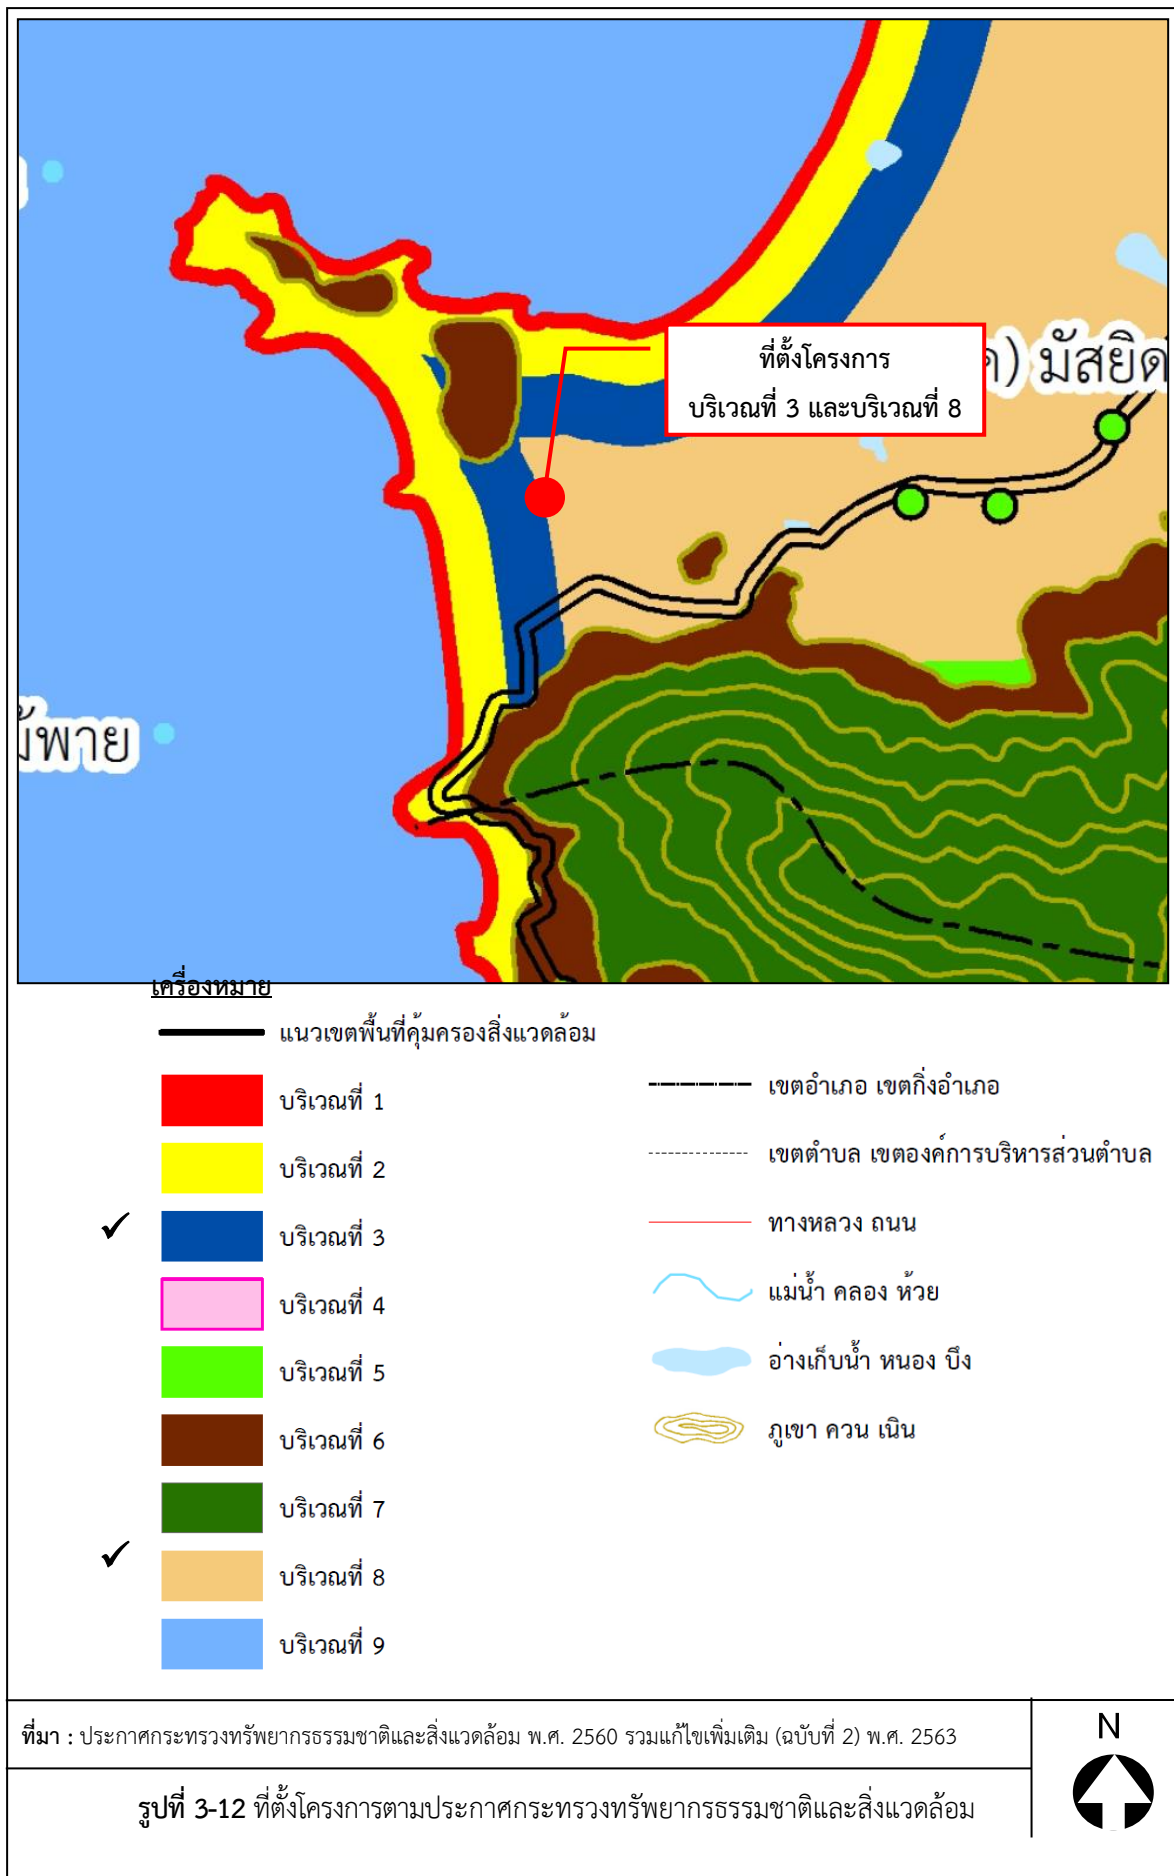 ที่ตั้งโครงการ
บริเวณที่ 3 และบริเวณที่ 8
) มัสยิด
พาย
เครื่องหมาย
แนวเขตพื้นที่คุ้มครองสิ่งแวดล้อม
บริเวณที่ 1
บริเวณที่ 2
บริเวณที่ 3
บริเวณที่ 4
บริเวณที่ 5
บริเวณที่ 6
บริเวณที่ 7
บริเวณที่ 8
บริเวณที่ 9
เขตอำเภอ เขตกิ่งอำเภอ
เขตตำบล เขตองค์การบริหารส่วนตำบล
ทางหลวง ถนน
แม่น้ำ คลอง ห้วย
อ่างเก็บน้ำ หนอง บึง
ภูเขา ควน เนิน
ที่มา : ประกาศกระทรวงทรัพยากรธรรมชาติและสิ่งแวดล้อม พ.ศ. 2560 รวมแก้ไขเพิ่มเติม (ฉบับที่ 2) พ.ศ. 2563
N
รูปที่ 3-12 ที่ตั้งโครงการตามประกาศกระทรวงทรัพยากรธรรมชาติและสิ่งแวดล้อม